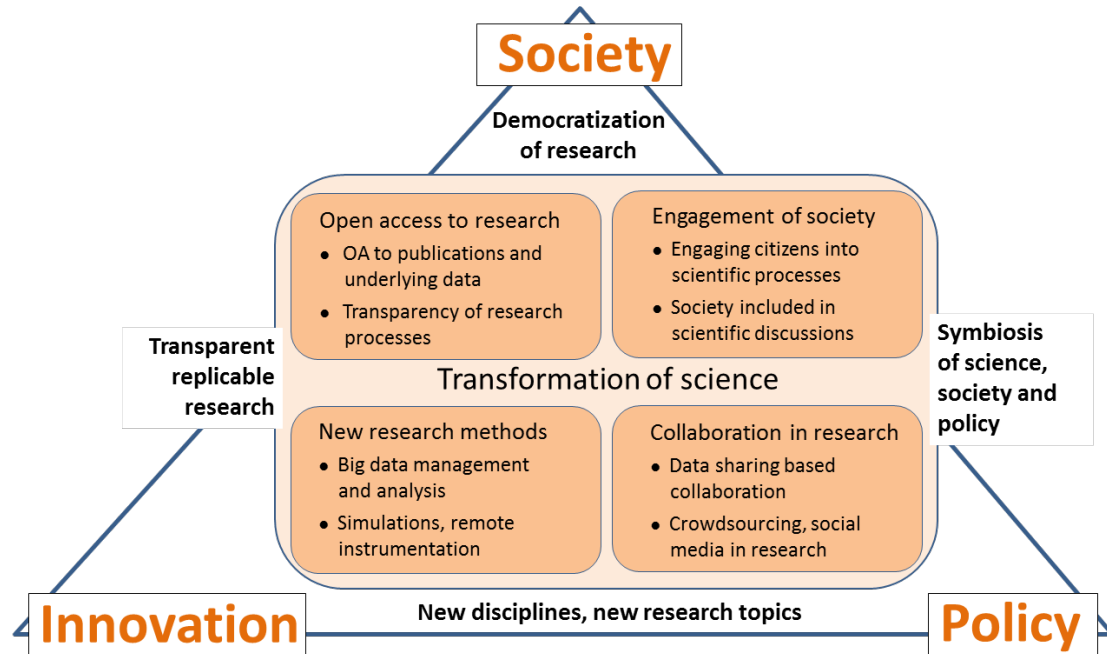 Society
Democratization
of research
Open access to research
• OA to publications and
underlying data
• Transparency of research
processes
Engagement of society
• Engaging citizens into
scientific processes
• Society included in
scientific discussions
Transparent
replicable
research
Transformation of science
Symbiosis
of science,
society and
policy
New research methods
• Big data management
and analysis
• Simulations, remote
instrumentation
Collaboration in research
• Data sharing based
collaboration
• Crowdsourcing, social
media in research
Innovation
New disciplines, new research topics
Policy